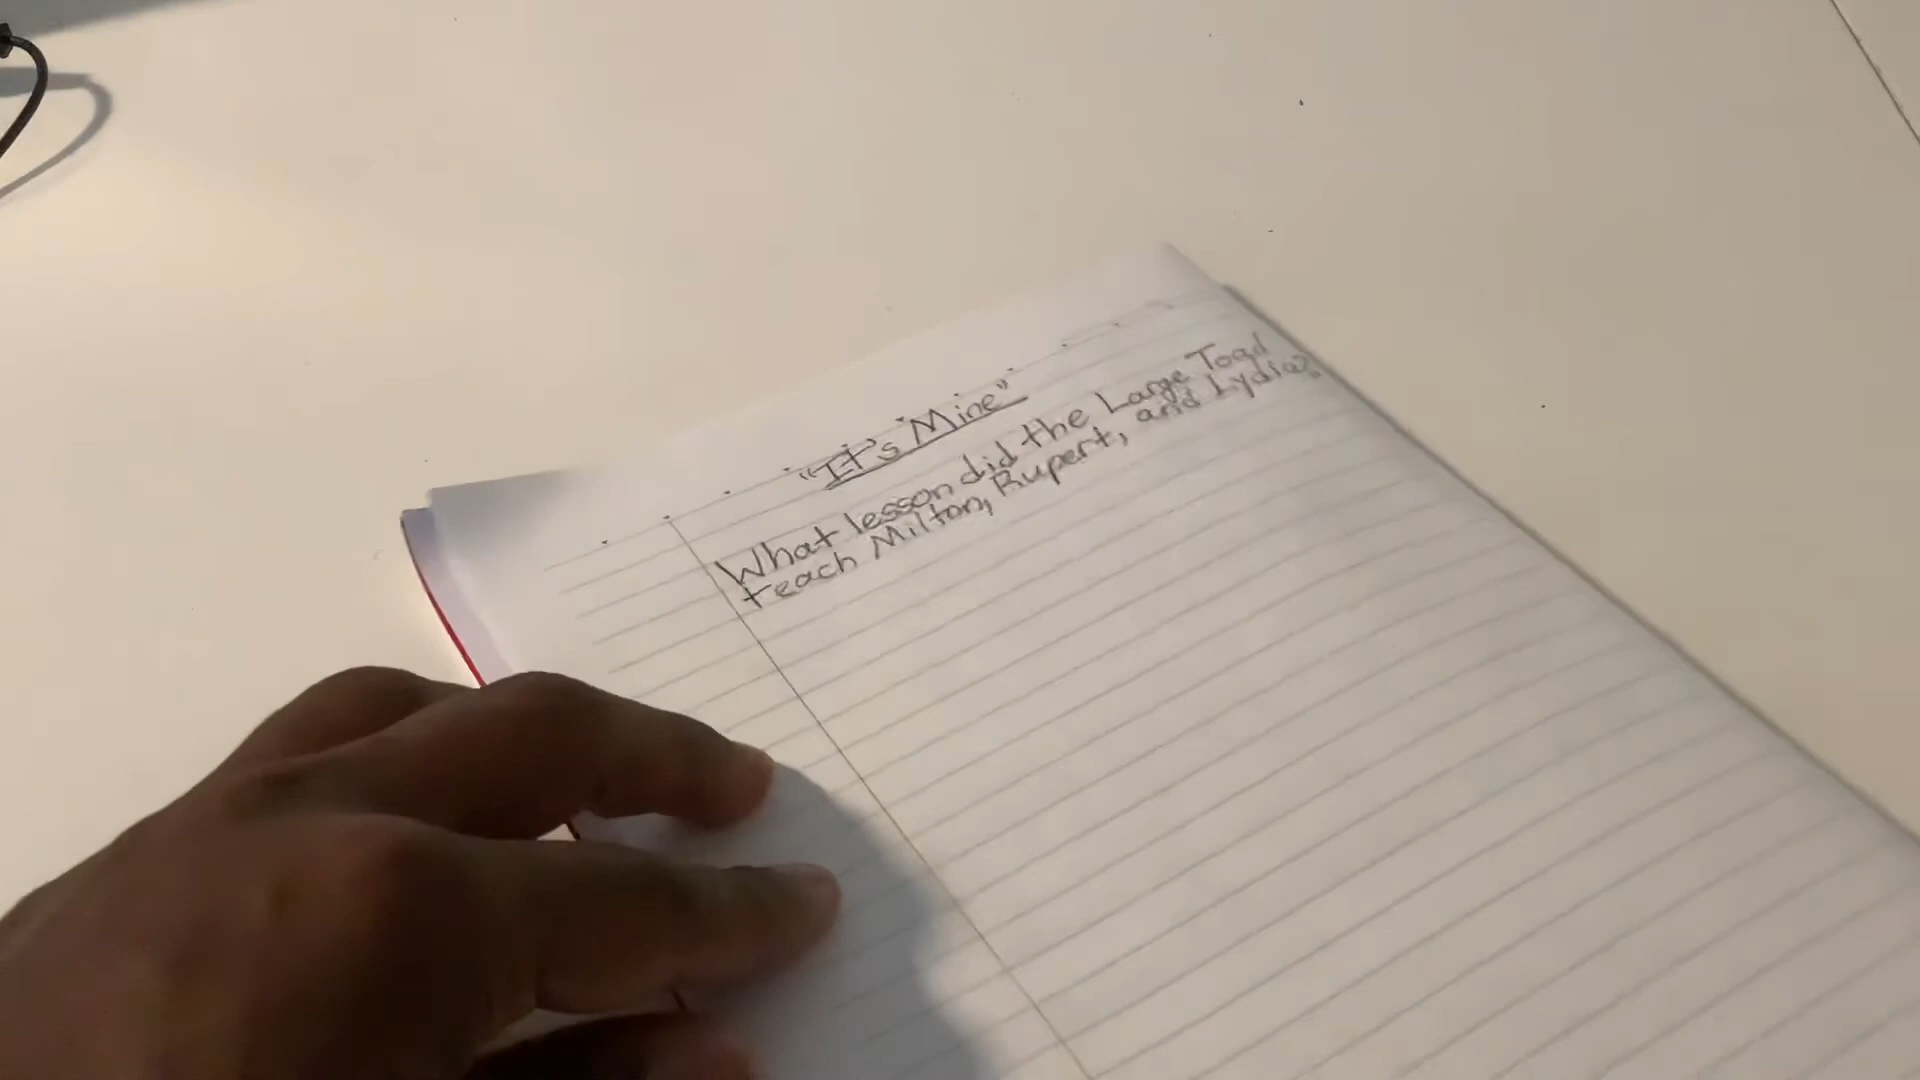 "It's Mine"
What lesson did the Large Toad
teach Milton, Rupert, and Lydia?